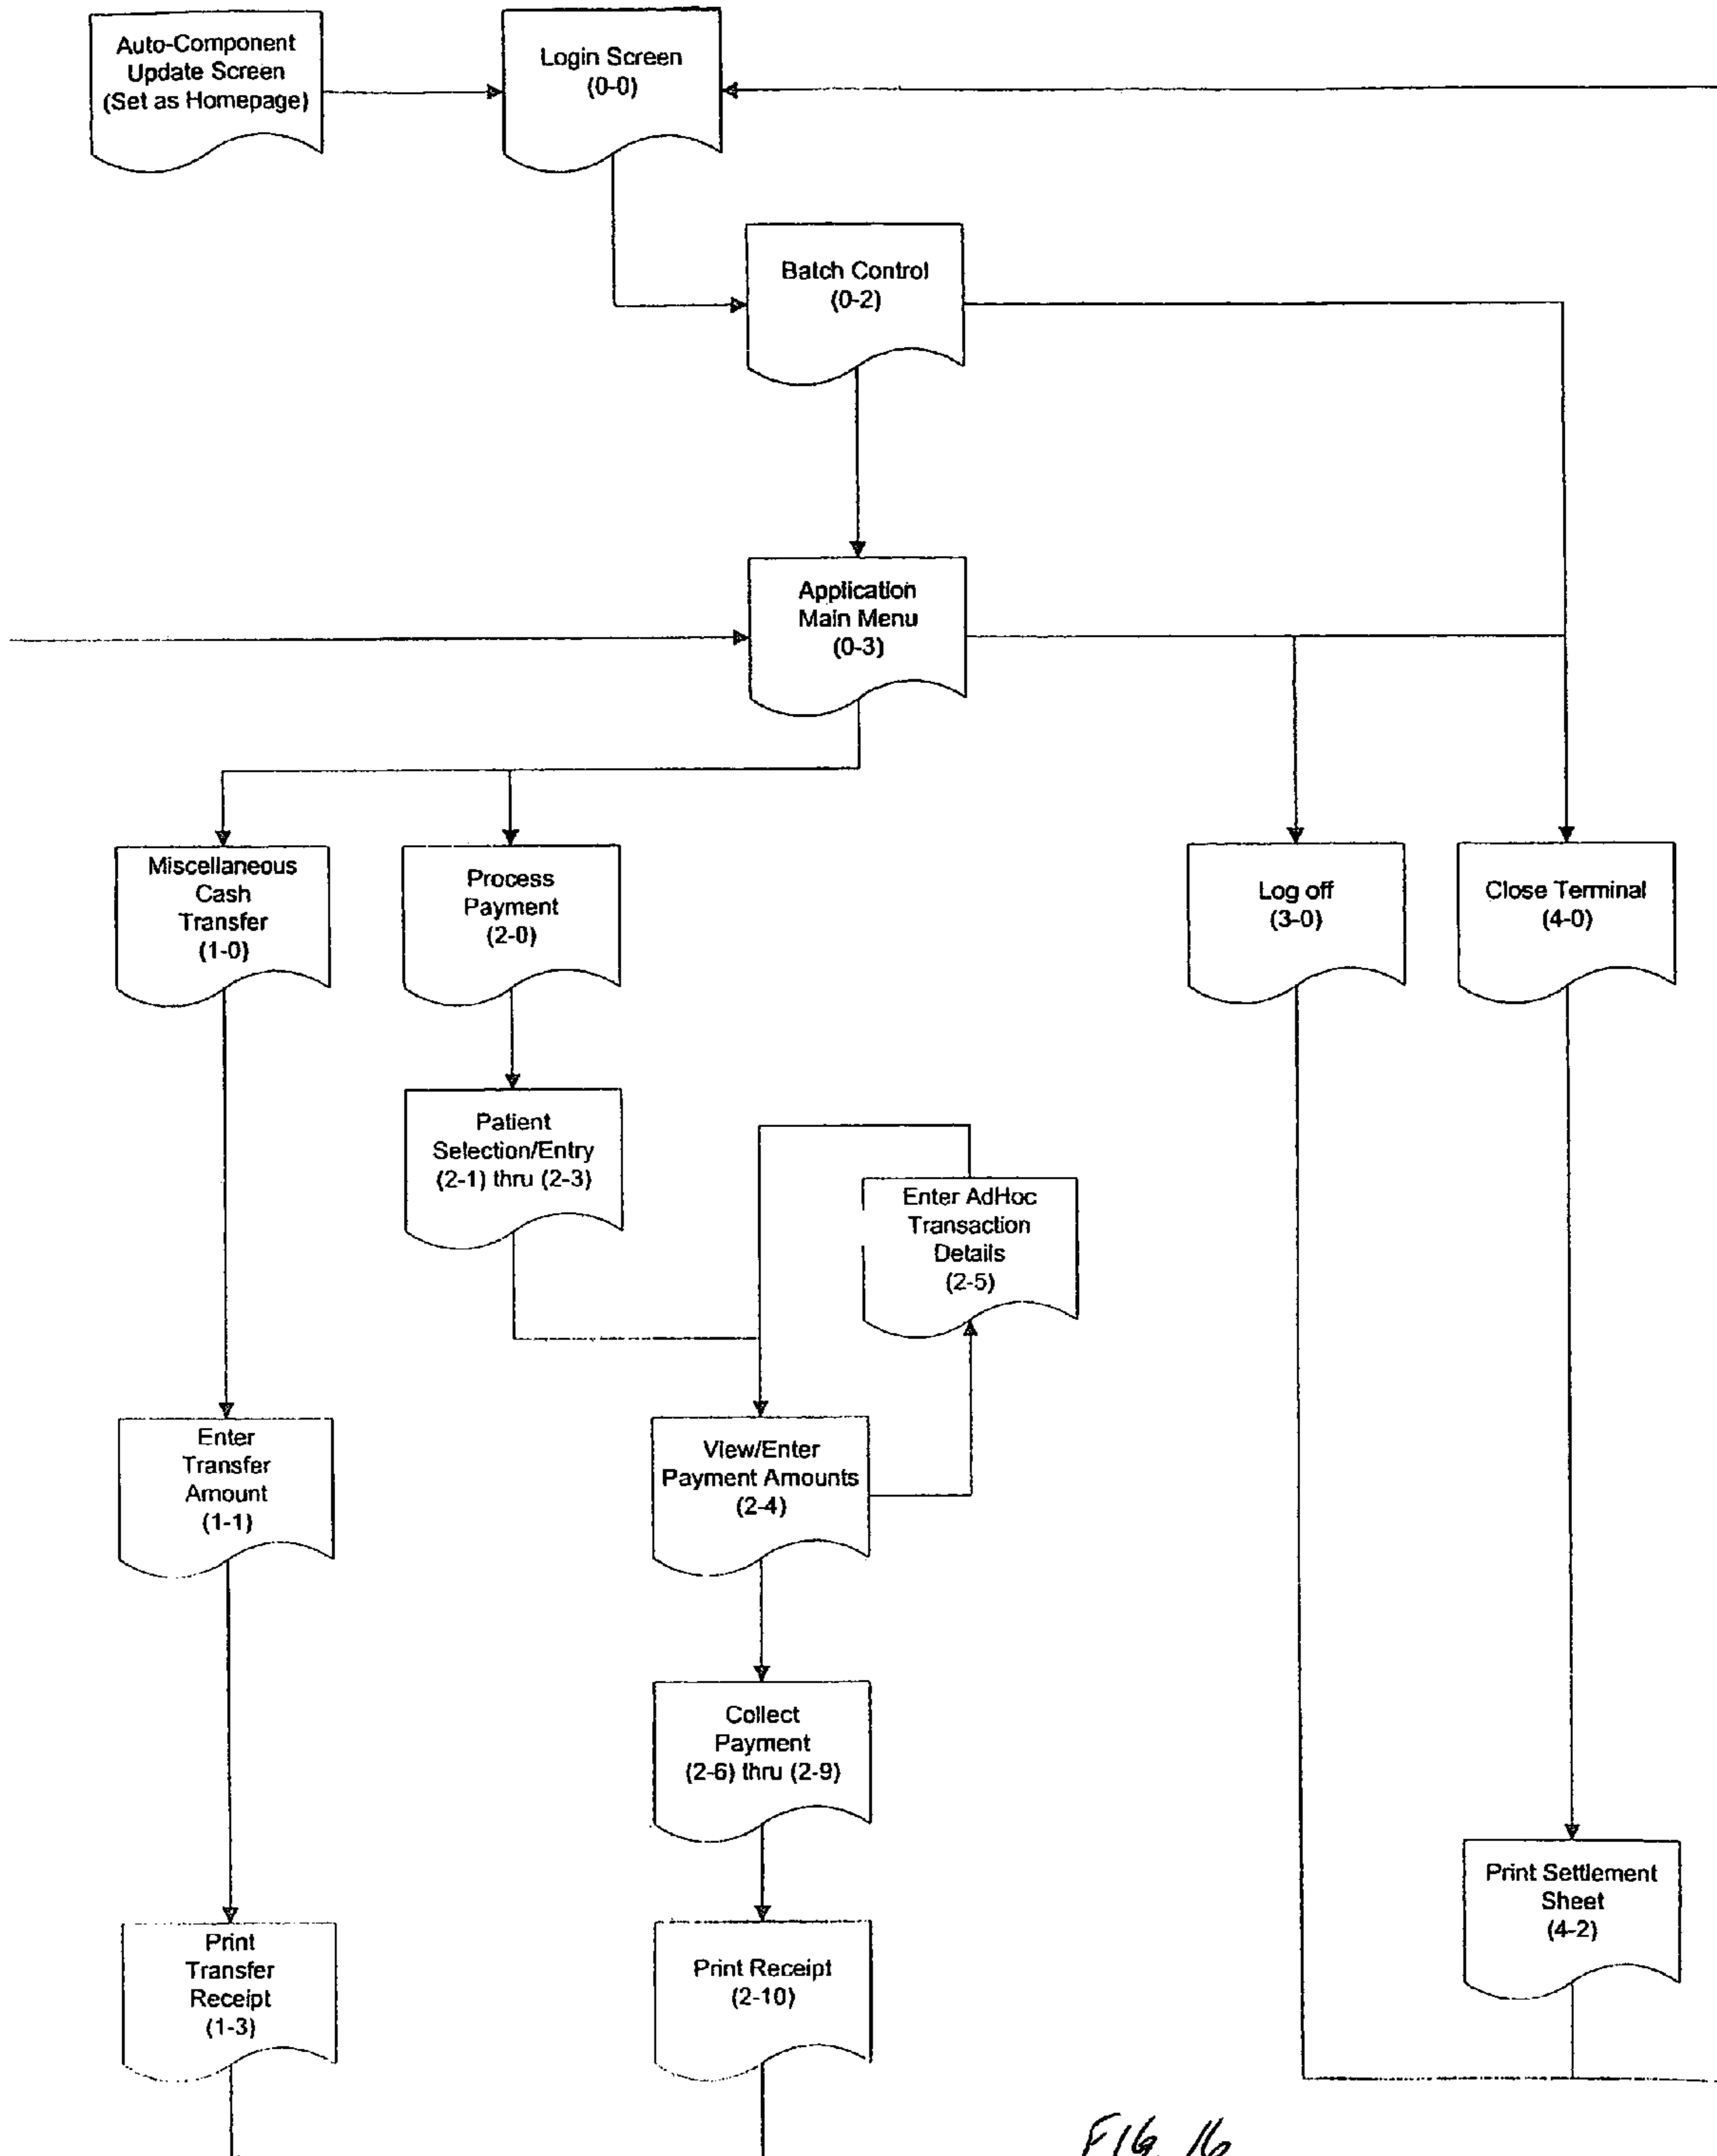 Auto-Component
Update Screen
(Set as Homepage)
Login Screen
(0-0)
Batch Control
(0-2)
Application
Main Menu
(0-3)
Miscellaneous
Cash
Transfer
(1-0)
Process
Payment
(2-0)
Log off
(3-0)
Close Terminal
(4-0)
Patient
Selection/Entry
(2-1) thru (2-3)
Enter AdHoc
Transaction
Details
(2-5)
Enter
Transfer
Amount
(1-1)
View/Enter
Payment Amounts
(2-4)
Collect
Payment
(2-6) thru (2-9)
Print Settlement
Sheet
(4-2)
Print
Transfer
Receipt
(1-3)
Print Receipt
(2-10)
FIG. 16